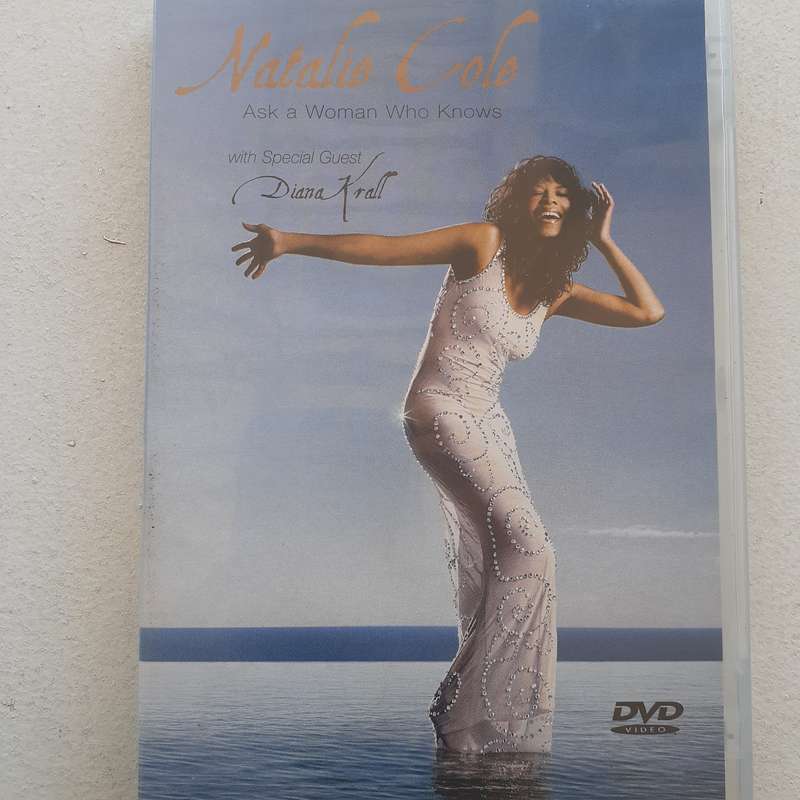 Natalie Cole
Ask a Woman Who Knows
with Special Guest
Diana Krall
DVD
VIDEO